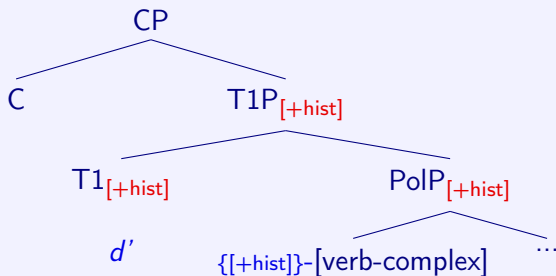 CP
C T1P[+hist]
T1[+hist] PolP[+hist]
d’ {[+hist]}-[verb-complex] ...